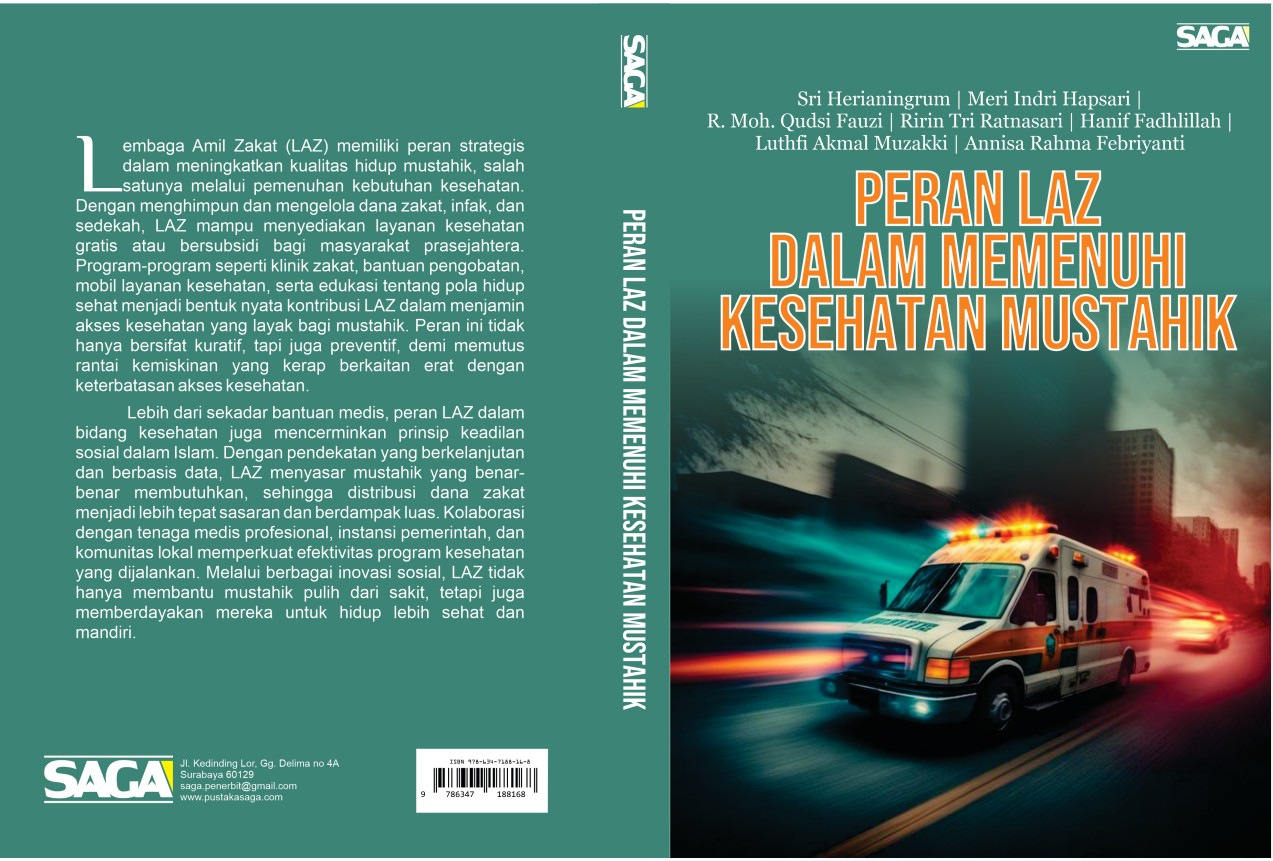 Lembaga Amil Zakat (LAZ) memiliki peran strategis
dalam meningkatkan kualitas hidup mustahik, salah
satunya melalui pemenuhan kebutuhan kesehatan.
Dengan menghimpun dan mengelola dana zakat, infak, dan
sedekah, LAZ mampu menyediakan layanan kesehatan
gratis atau bersubsidi bagi masyarakat prasejahtera.
Program-program seperti klinik zakat, bantuan pengobatan,
mobil layanan kesehatan, serta edukasi tentang pola hidup
sehat menjadi bentuk nyata kontribusi LAZ dalam menjamin
akses kesehatan yang layak bagi mustahik. Peran ini tidak
hanya bersifat kuratif, tapi juga preventif, demi memutus
rantai kemiskinan yang kerap berkaitan erat dengan
keterbatasan akses kesehatan.
Lebih dari sekadar bantuan medis, peran LAZ dalam
bidang kesehatan juga mencerminkan prinsip keadilan
sosial dalam Islam. Dengan pendekatan yang berkelanjutan
dan berbasis data, LAZ menyasar mustahik yang benar-
benar membutuhkan, sehingga distribusi dana zakat
menjadi lebih tepat sasaran dan berdampak luas. Kolaborasi
dengan tenaga medis profesional, instansi pemerintah, dan
komunitas lokal memperkuat efektivitas program kesehatan
yang dijalankan. Melalui berbagai inovasi sosial, LAZ tidak
hanya membantu mustahik pulih dari sakit, tetapi juga
memberdayakan mereka untuk hidup lebih sehat dan
mandiri.
SAGA
Jl. Kedinding Lor, Gg. Delima no 4A
Surabaya 60129
saga.penerbit@gmail.com
www.pustakasaga.com
ISBN 978-634-7188-16-8
9 786347 188168
SAGA
PERAN LAZ DALAM MEMENUHI KESEHATAN MUSTAHIK
SAGA
Sri Herianingrum | Meri Indri Hapsari |
R. Moh. Qudsi Fauzi | Ririn Tri Ratnasari | Hanif Fadhlillah |
Luthfi Akmal Muzakki | Annisa Rahma Febriyanti
PERAN LAZ
DALAM MEMENUHI
KESEHATAN MUSTAHIK